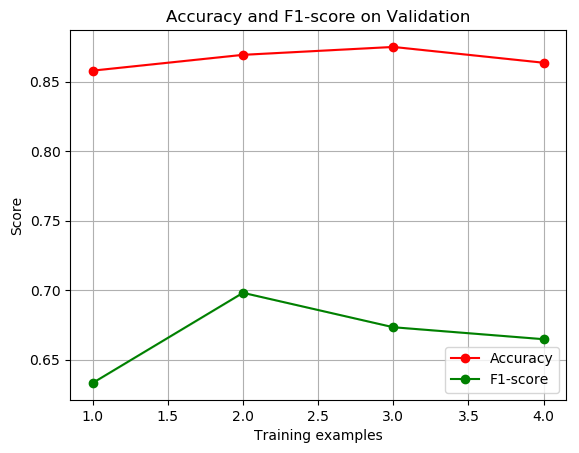 Accuracy and F1-score on Validation
Score
0.85
0.80
0.75
0.70
0.65
Accuracy
F1-score
1.0 1.5 2.0 2.5 3.0 3.5 4.0
Training examples